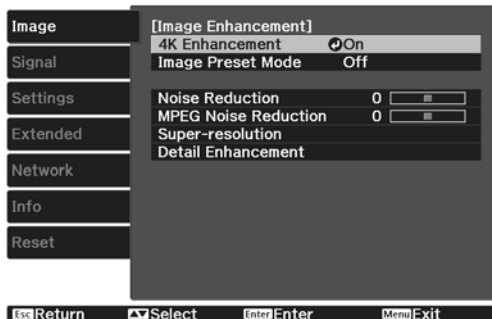 Image
Signal
Settings
Extended
Network
Info
Reset
[Image Enhancement]
4K Enhancement On
Image Preset Mode Off
Noise Reduction 0
MPEG Noise Reduction 0
Super-resolution
Detail Enhancement
Esc Return Select Enter Enter Menu Exit